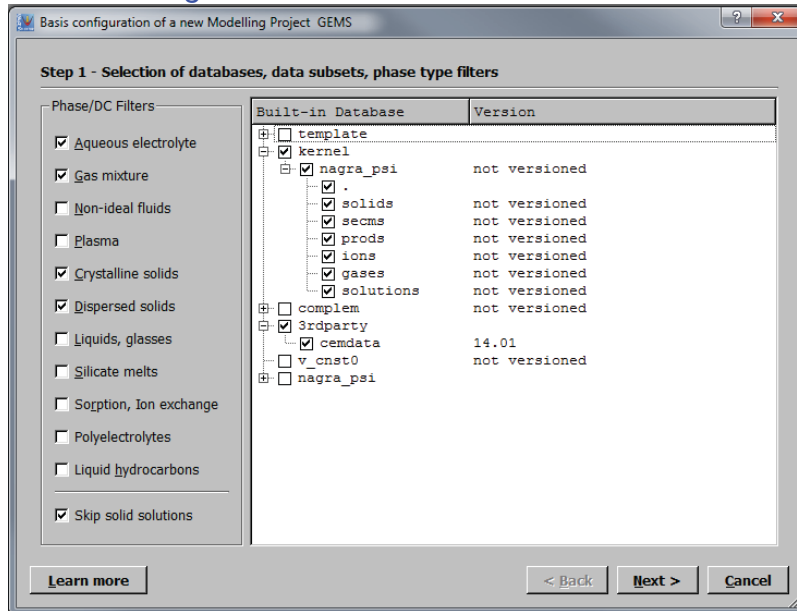 Basis configuration of a new Modelling Project GEMS
Step 1 - Selection of databases, data subsets, phase type filters
Phase/DC Filters
Aqueous electrolyte
Gas mixture
Non-ideal fluids
Plasma
Crystalline solids
Dispersed solids
Liquids, glasses
Silicate melts
Sorption, Ion exchange
Polyelectrolytes
Liquid hydrocarbons
Skip solid solutions
Built-in Database Version
template
kernel
nagra_psi not versioned
.
solids not versioned
secms not versioned
prods not versioned
ions not versioned
gases not versioned
solutions not versioned
complem not versioned
3rdparty
cemdata 14.01
v_cnst0 not versioned
nagra_psi
Learn more < Back Next > Cancel